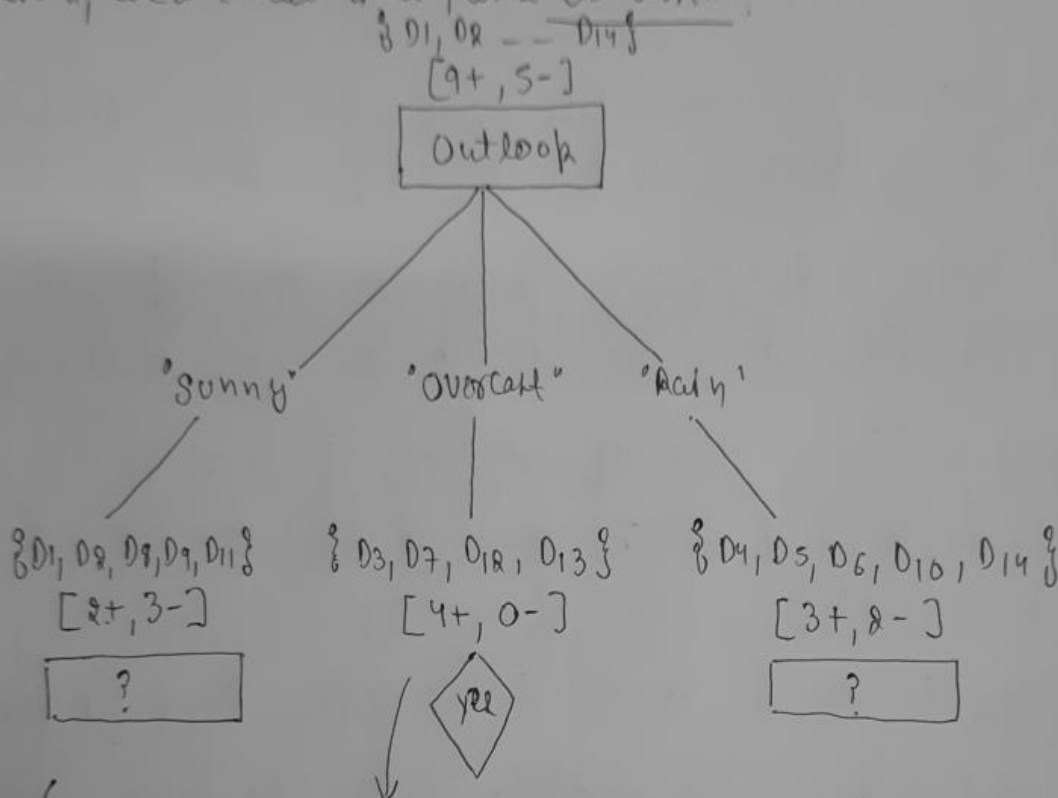 {D1, D2 -- D14}
[9+, 5-]
Outlook
"Sunny" "Overcast" "Rain"
{D1, D2, D8, D9, D11} {D3, D7, D12, D13} {D4, D5, D6, D10, D14}
[2+, 3-] [4+, 0-] [3+, 2-]
? yes ?